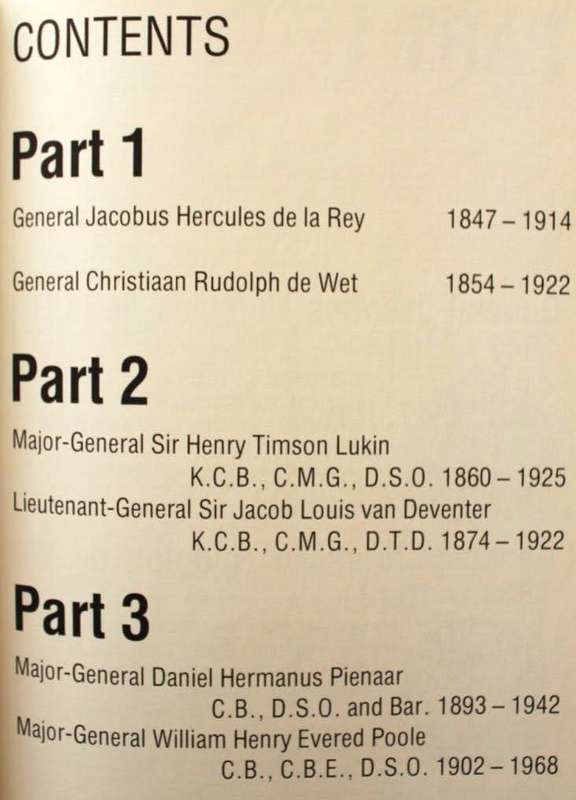 CONTENTS
Part 1
General Jacobus Hercules de la Rey 1847 – 1914
General Christiaan Rudolph de Wet 1854 – 1922
Part 2
Major-General Sir Henry Timson Lukin
K.C.B., C.M.G., D.S.O. 1860 – 1925
Lieutenant-General Sir Jacob Louis van Deventer
K.C.B., C.M.G., D.T.D. 1874 – 1922
Part 3
Major-General Daniel Hermanus Pienaar
C.B., D.S.O. and Bar. 1893 – 1942
Major-General William Henry Evered Poole
C.B., C.B.E., D.S.O. 1902 – 1968